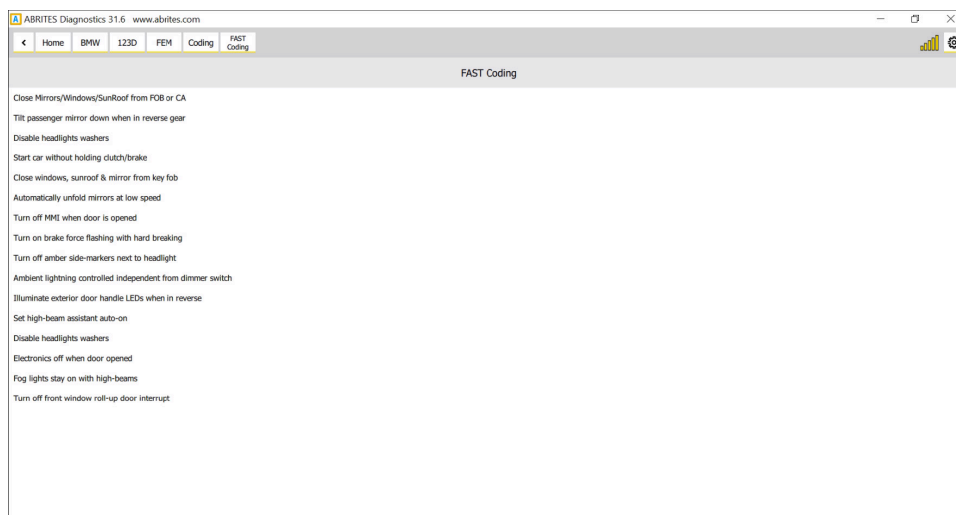 A ABRITES Diagnostics 31.6 www.abrites.com
Home BMW 123D FEM Coding FAST Coding
FAST Coding
Close Mirrors/Windows/SunRoof from FOB or CA
Tilt passenger mirror down when in reverse gear
Disable headlights washers
Start car without holding clutch/brake
Close windows, sunroof & mirror from key fob
Automatically unfold mirrors at low speed
Turn off MMI when door is opened
Turn on brake force flashing with hard breaking
Turn off amber side-markers next to headlight
Ambient lightning controlled independent from dimmer switch
Illuminate exterior door handle LEDs when in reverse
Set high-beam assistant auto-on
Disable headlights washers
Electronics off when door opened
Fog lights stay on with high-beams
Turn off front window roll-up door interrupt